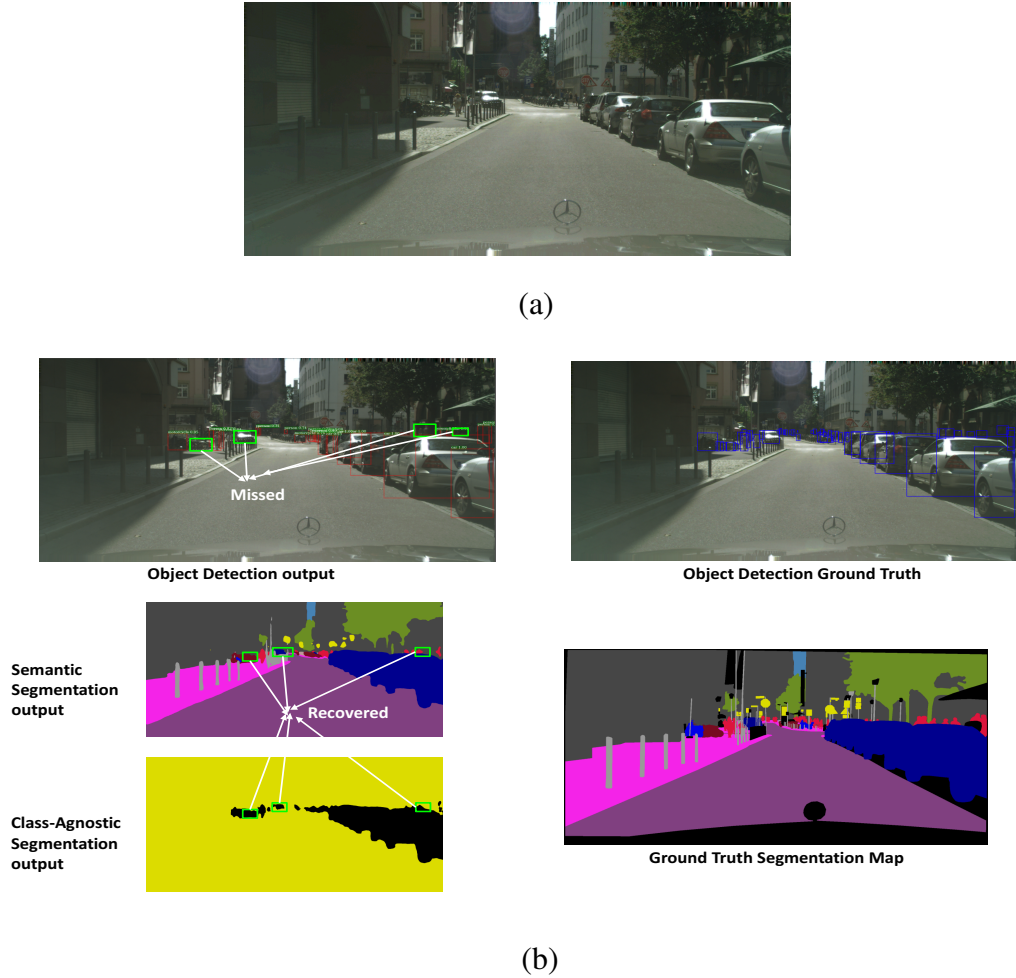 (a)
Missed
Object Detection output
Object Detection Ground Truth
Semantic
Segmentation
output
Recovered
Class-Agnostic
Segmentation
output
Ground Truth Segmentation Map
(b)